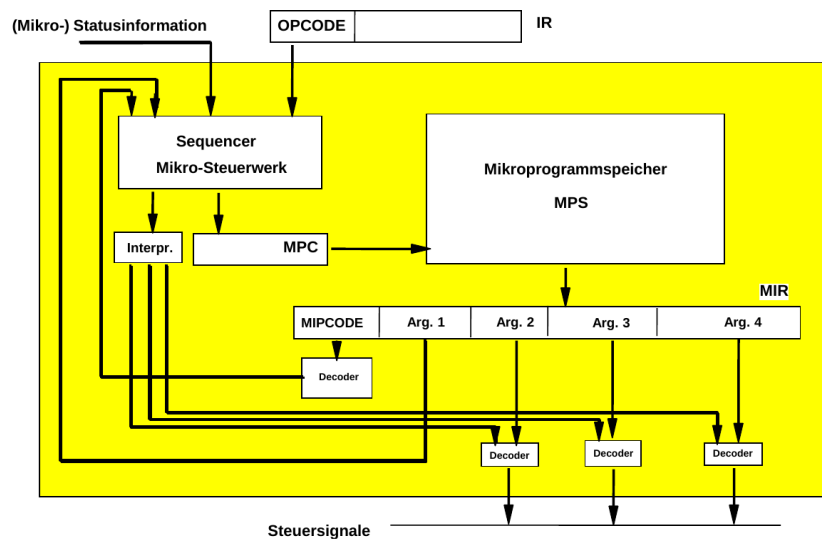 (Mikro-) Statusinformation
OPCODE
IR
Sequencer
Mikro-Steuerwerk
Mikroprogrammspeicher
MPS
Interpr.
MPC
MIR
MIPCODE
Arg. 1
Arg. 2
Arg. 3
Arg. 4
Decoder
Decoder
Decoder
Decoder
Steuersignale